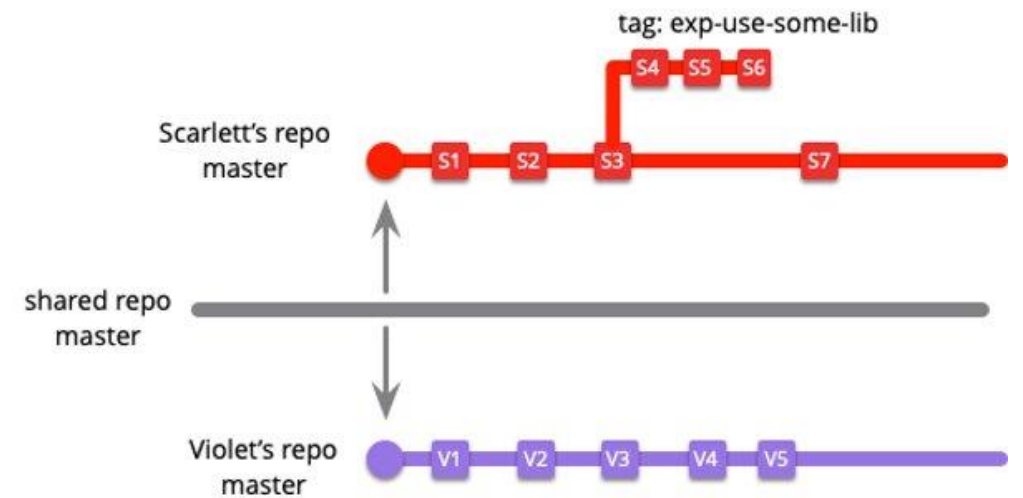 tag: exp-use-some-lib
S4 S5 S6
Scarlett’s repo
master
S1 S2 S3 S7
shared repo
master
Violet’s repo
master
V1 V2 V3 V4 V5